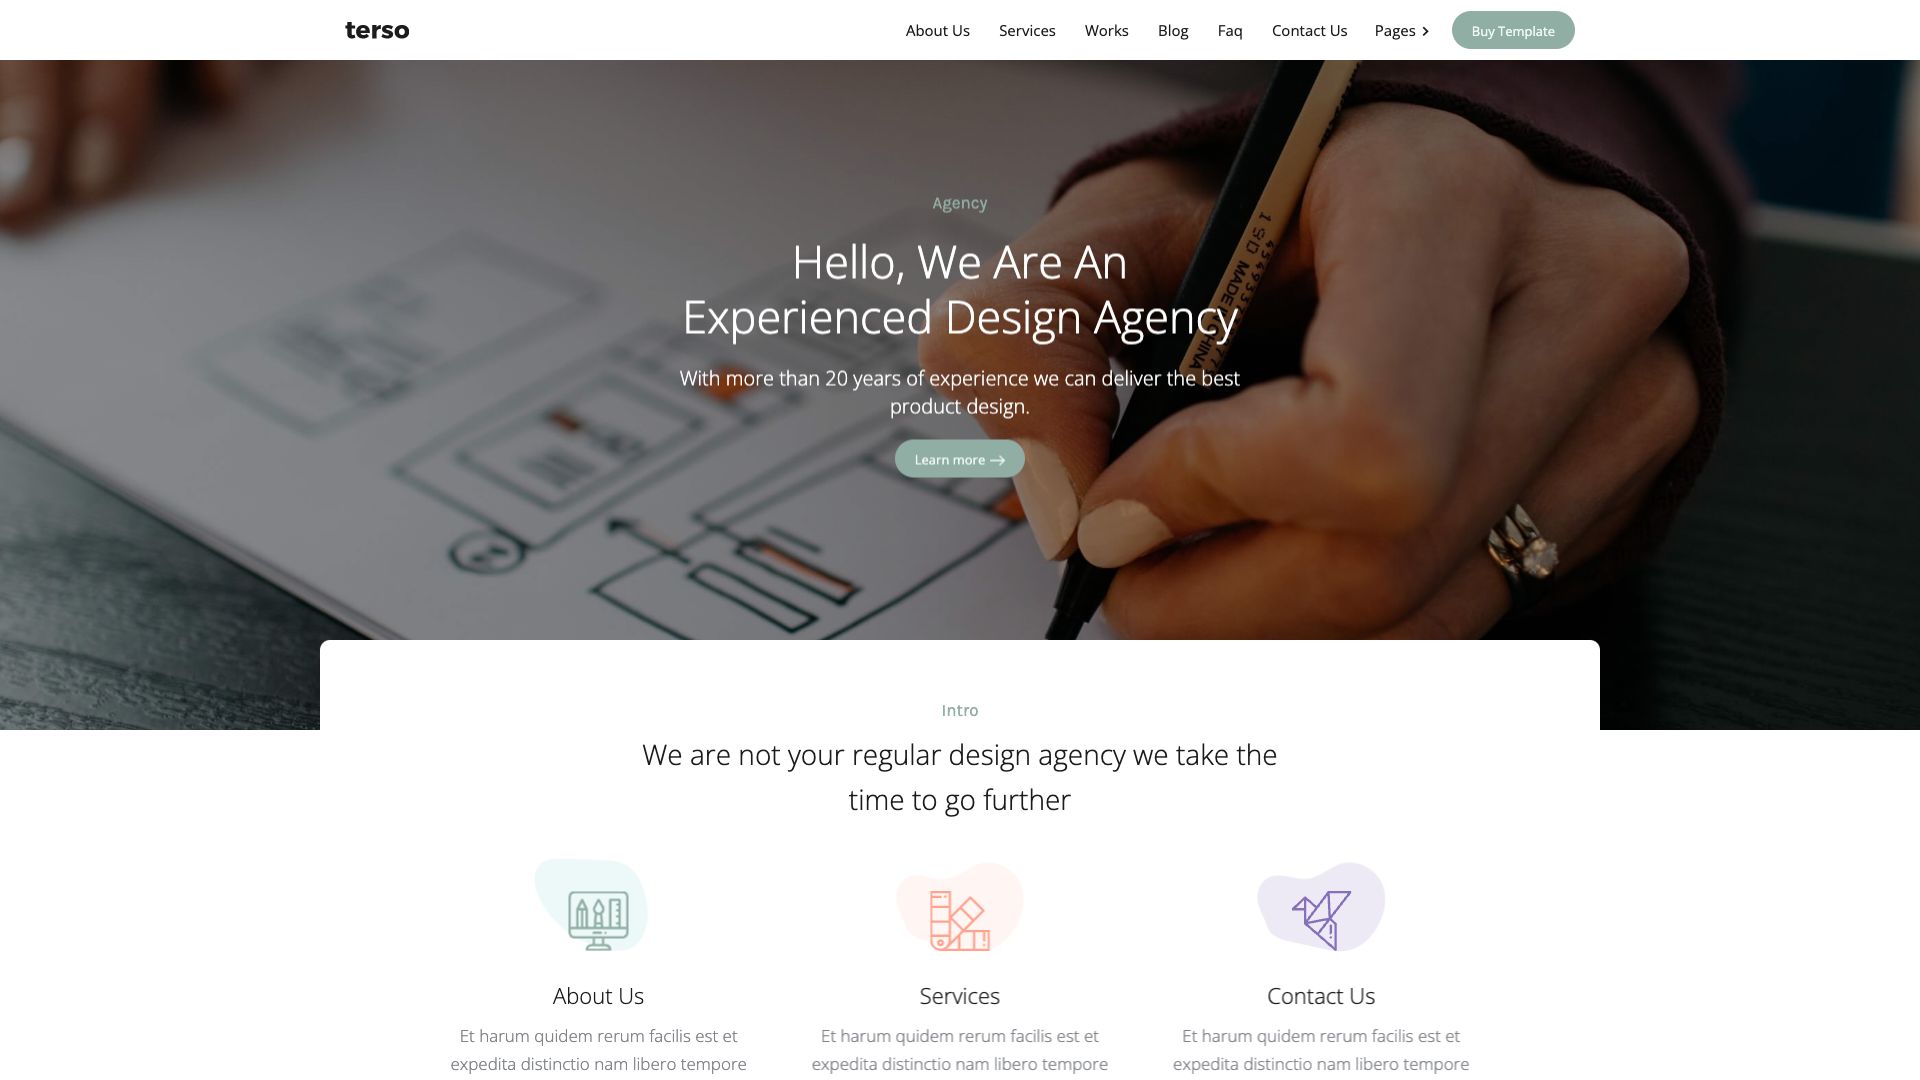 terso
About Us Services Works Blog Faq Contact Us Pages Buy Template
Agency
Hello, We Are An
Experienced Design Agency
With more than 20 years of experience we can deliver the best
product design.
Learn more
MADE IN CHINA
Intro
We are not your regular design agency we take the
time to go further
About Us
Services
Contact Us
Et harum quidem rerum facilis est et
expedita distinctio nam libero tempore
Et harum quidem rerum facilis est et
expedita distinctio nam libero tempore
Et harum quidem rerum facilis est et
expedita distinctio nam libero tempore